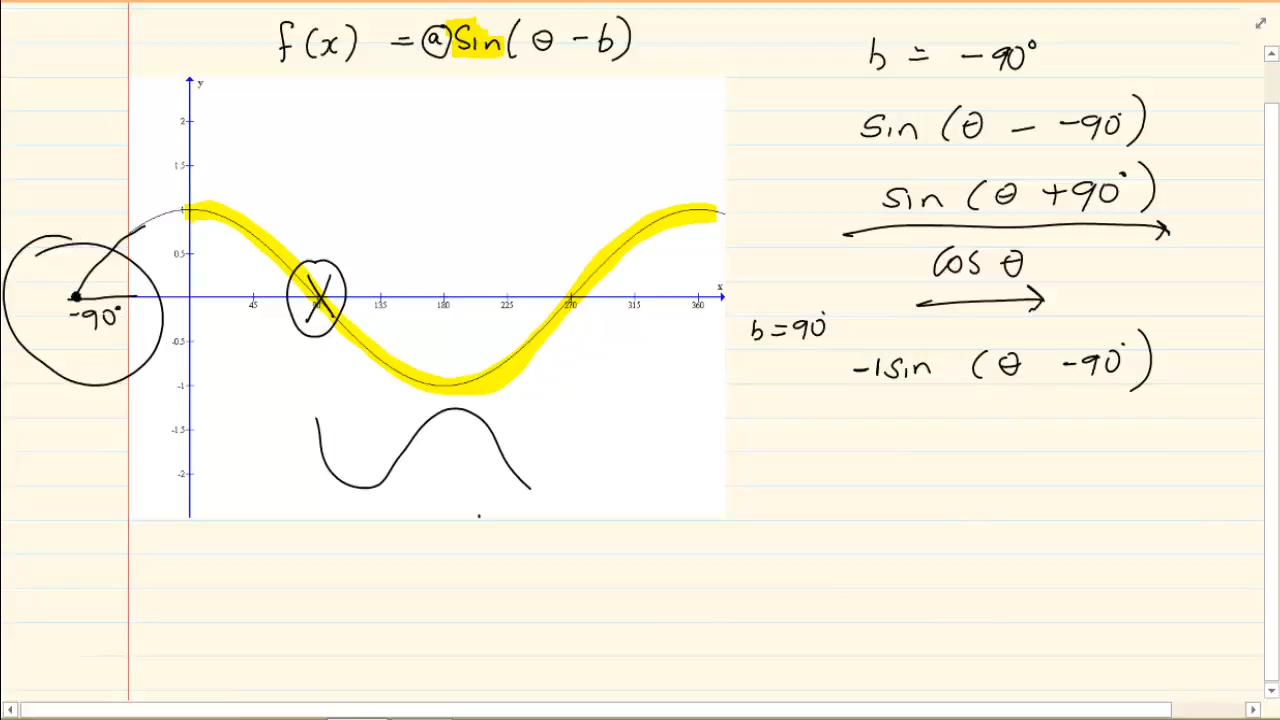 f(x) = a Sin(θ - b)
b = -90°
sin (θ - -90°)
sin (θ +90°)
cos θ
b = 90°
-1sin (θ -90°)
y
2
1.5
1
0.5
x
45 90 135 180 225 270 315 360
-90°
-0.5
-1
-1.5
-2